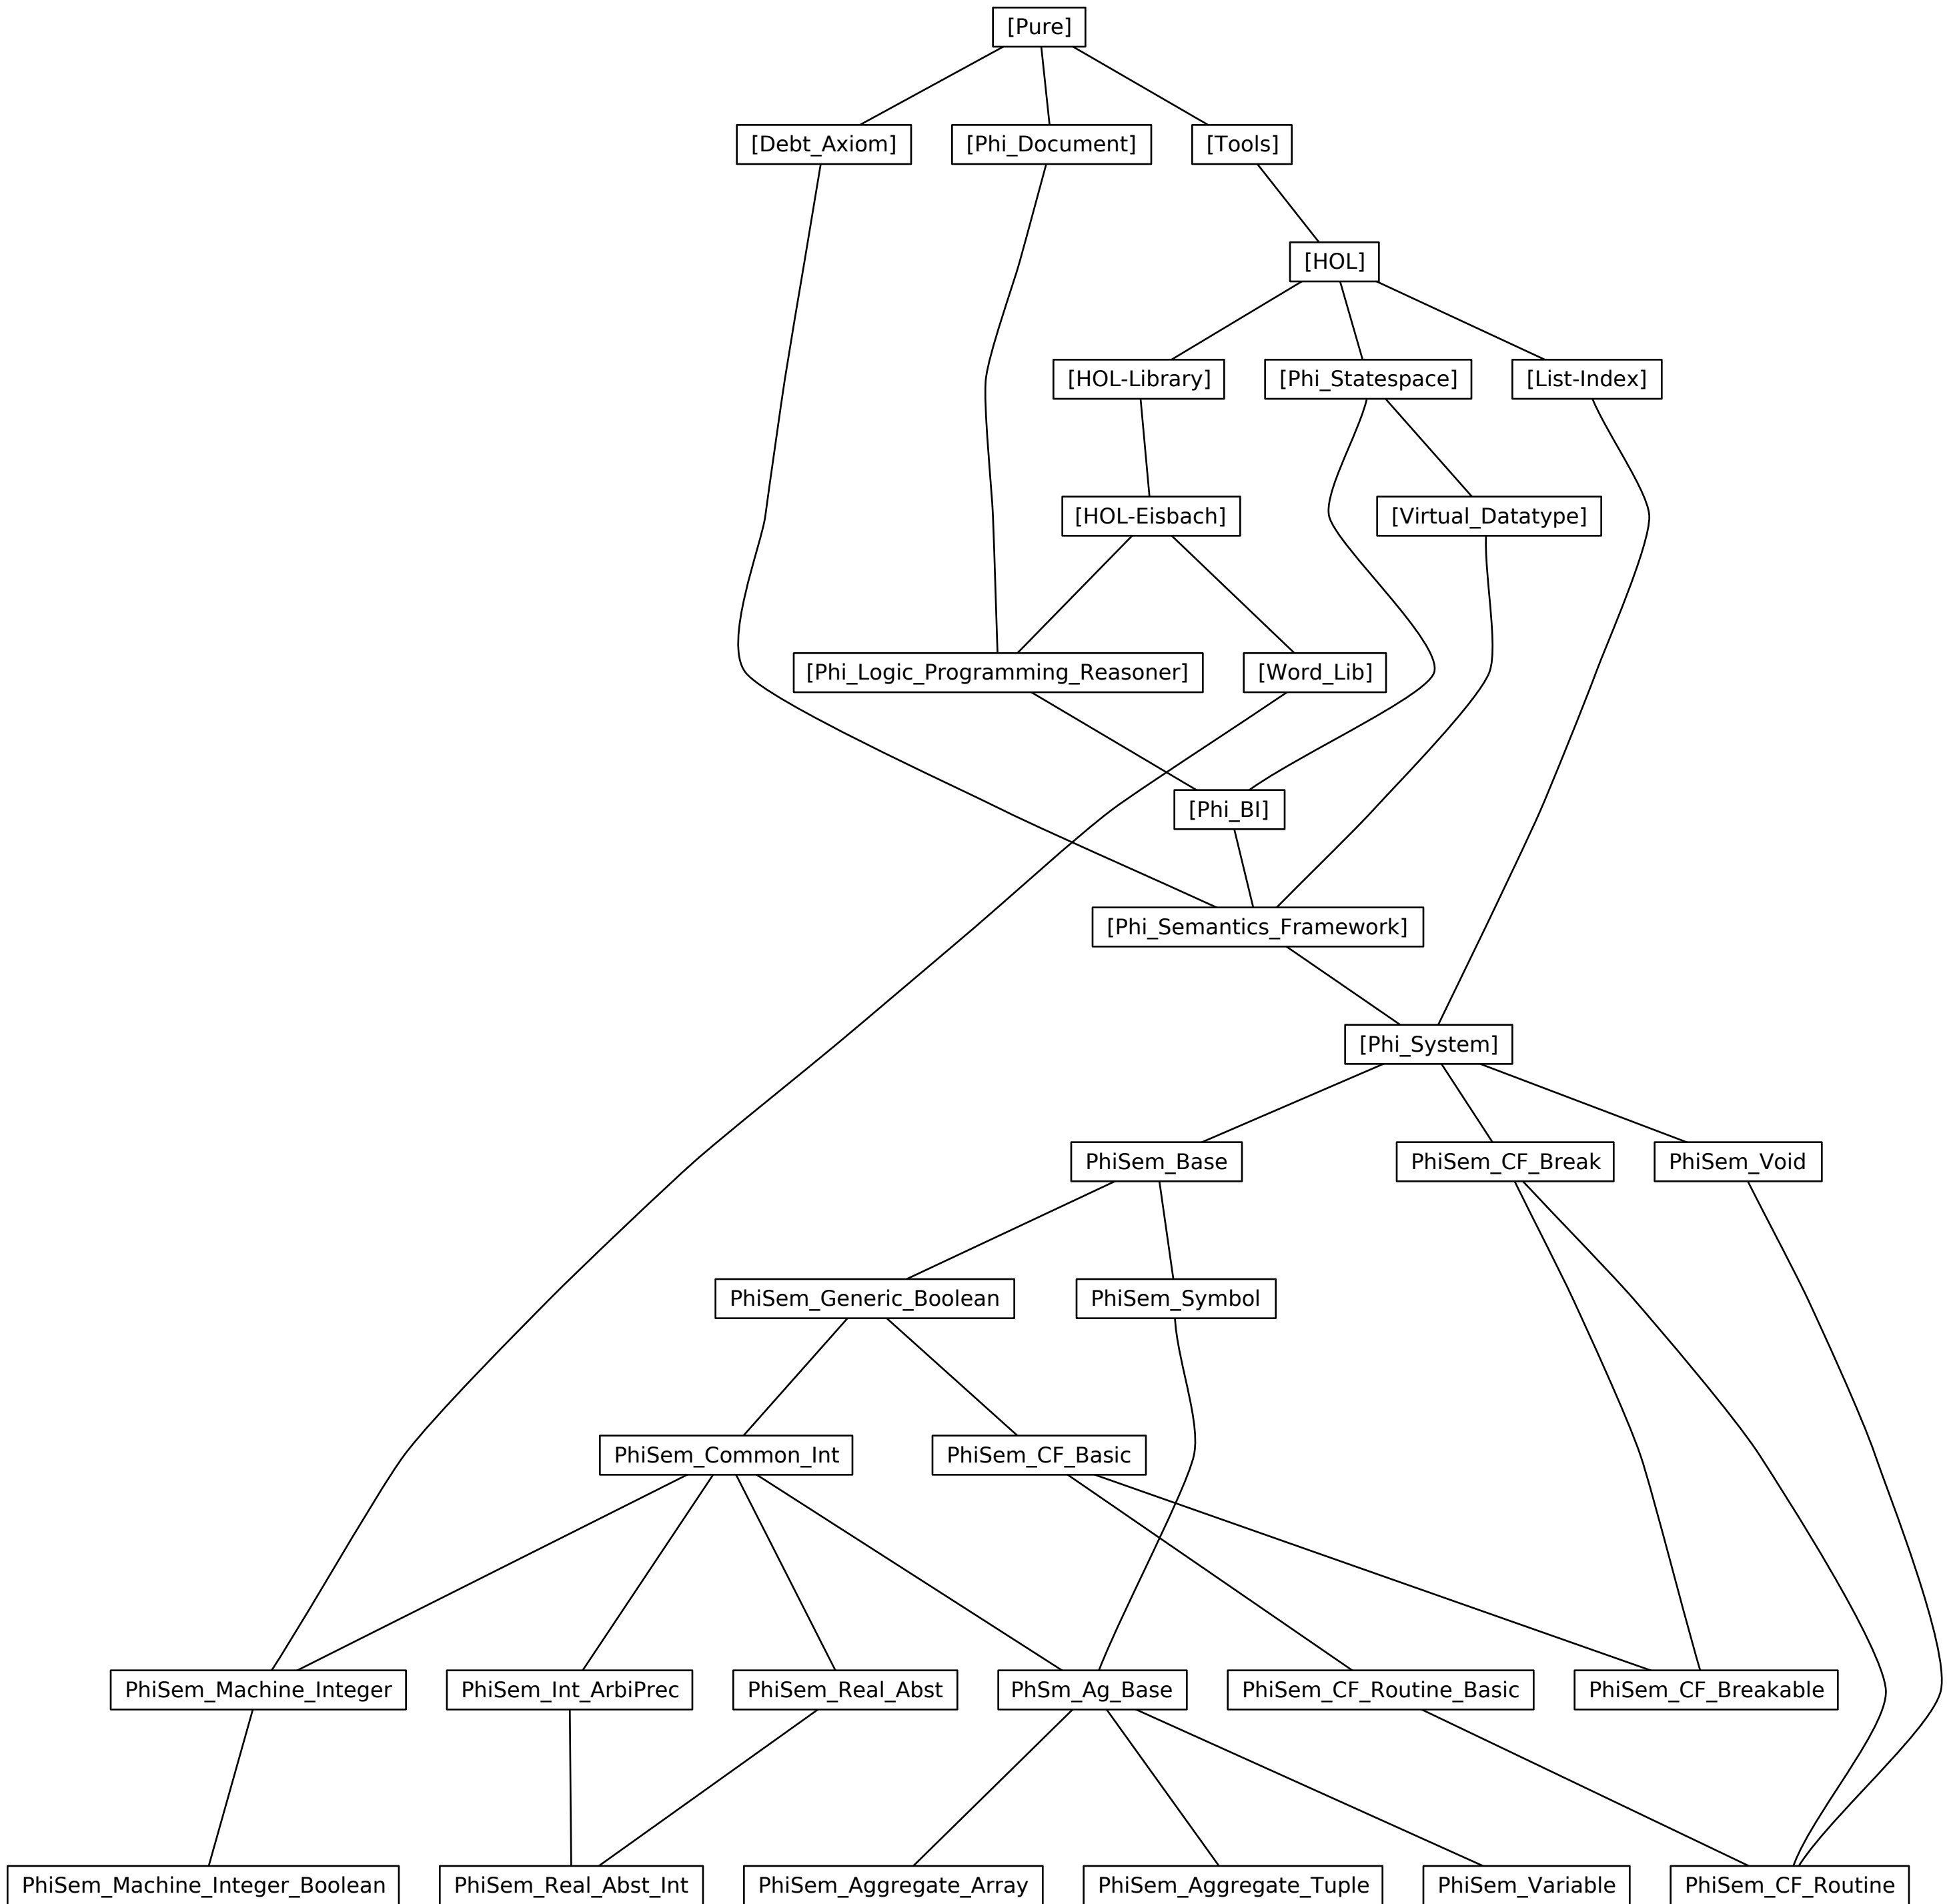 [Pure]
[Debt_Axiom]
[Phi_Document]
[Tools]
[HOL]
[HOL-Library]
[Phi_Statespace]
[List-Index]
[HOL-Eisbach]
[Virtual_Datatype]
[Phi_Logic_Programming_Reasoner]
[Word_Lib]
[Phi_BI]
[Phi_Semantics_Framework]
[Phi_System]
PhiSem_Base
PhiSem_CF_Break
PhiSem_Void
PhiSem_Generic_Boolean
PhiSem_Symbol
PhiSem_Common_Int
PhiSem_CF_Basic
PhiSem_Machine_Integer
PhiSem_Int_ArbiPrec
PhiSem_Real_Abst
PhSm_Ag_Base
PhiSem_CF_Routine_Basic
PhiSem_CF_Breakable
PhiSem_Machine_Integer_Boolean
PhiSem_Real_Abst_Int
PhiSem_Aggregate_Array
PhiSem_Aggregate_Tuple
PhiSem_Variable
PhiSem_CF_Routine